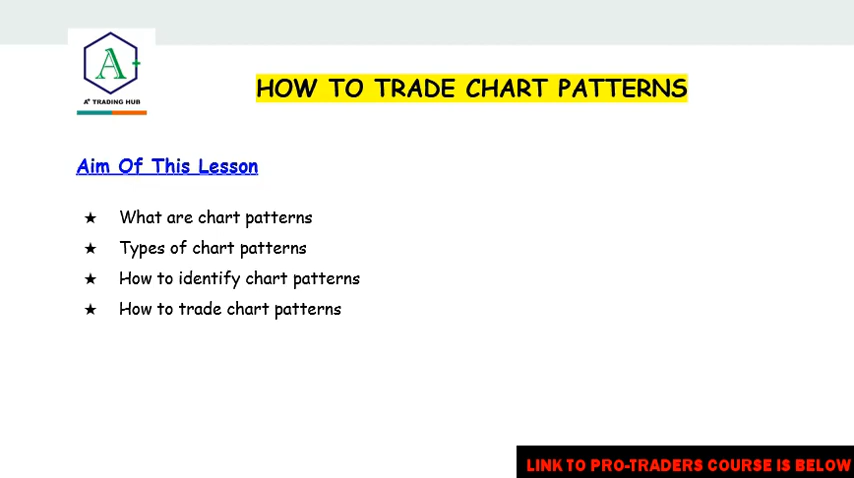 A+
A+ TRADING HUB
HOW TO TRADE CHART PATTERNS
Aim Of This Lesson
★ What are chart patterns
★ Types of chart patterns
★ How to identify chart patterns
★ How to trade chart patterns
LINK TO PRO-TRADERS COURSE IS BELOW